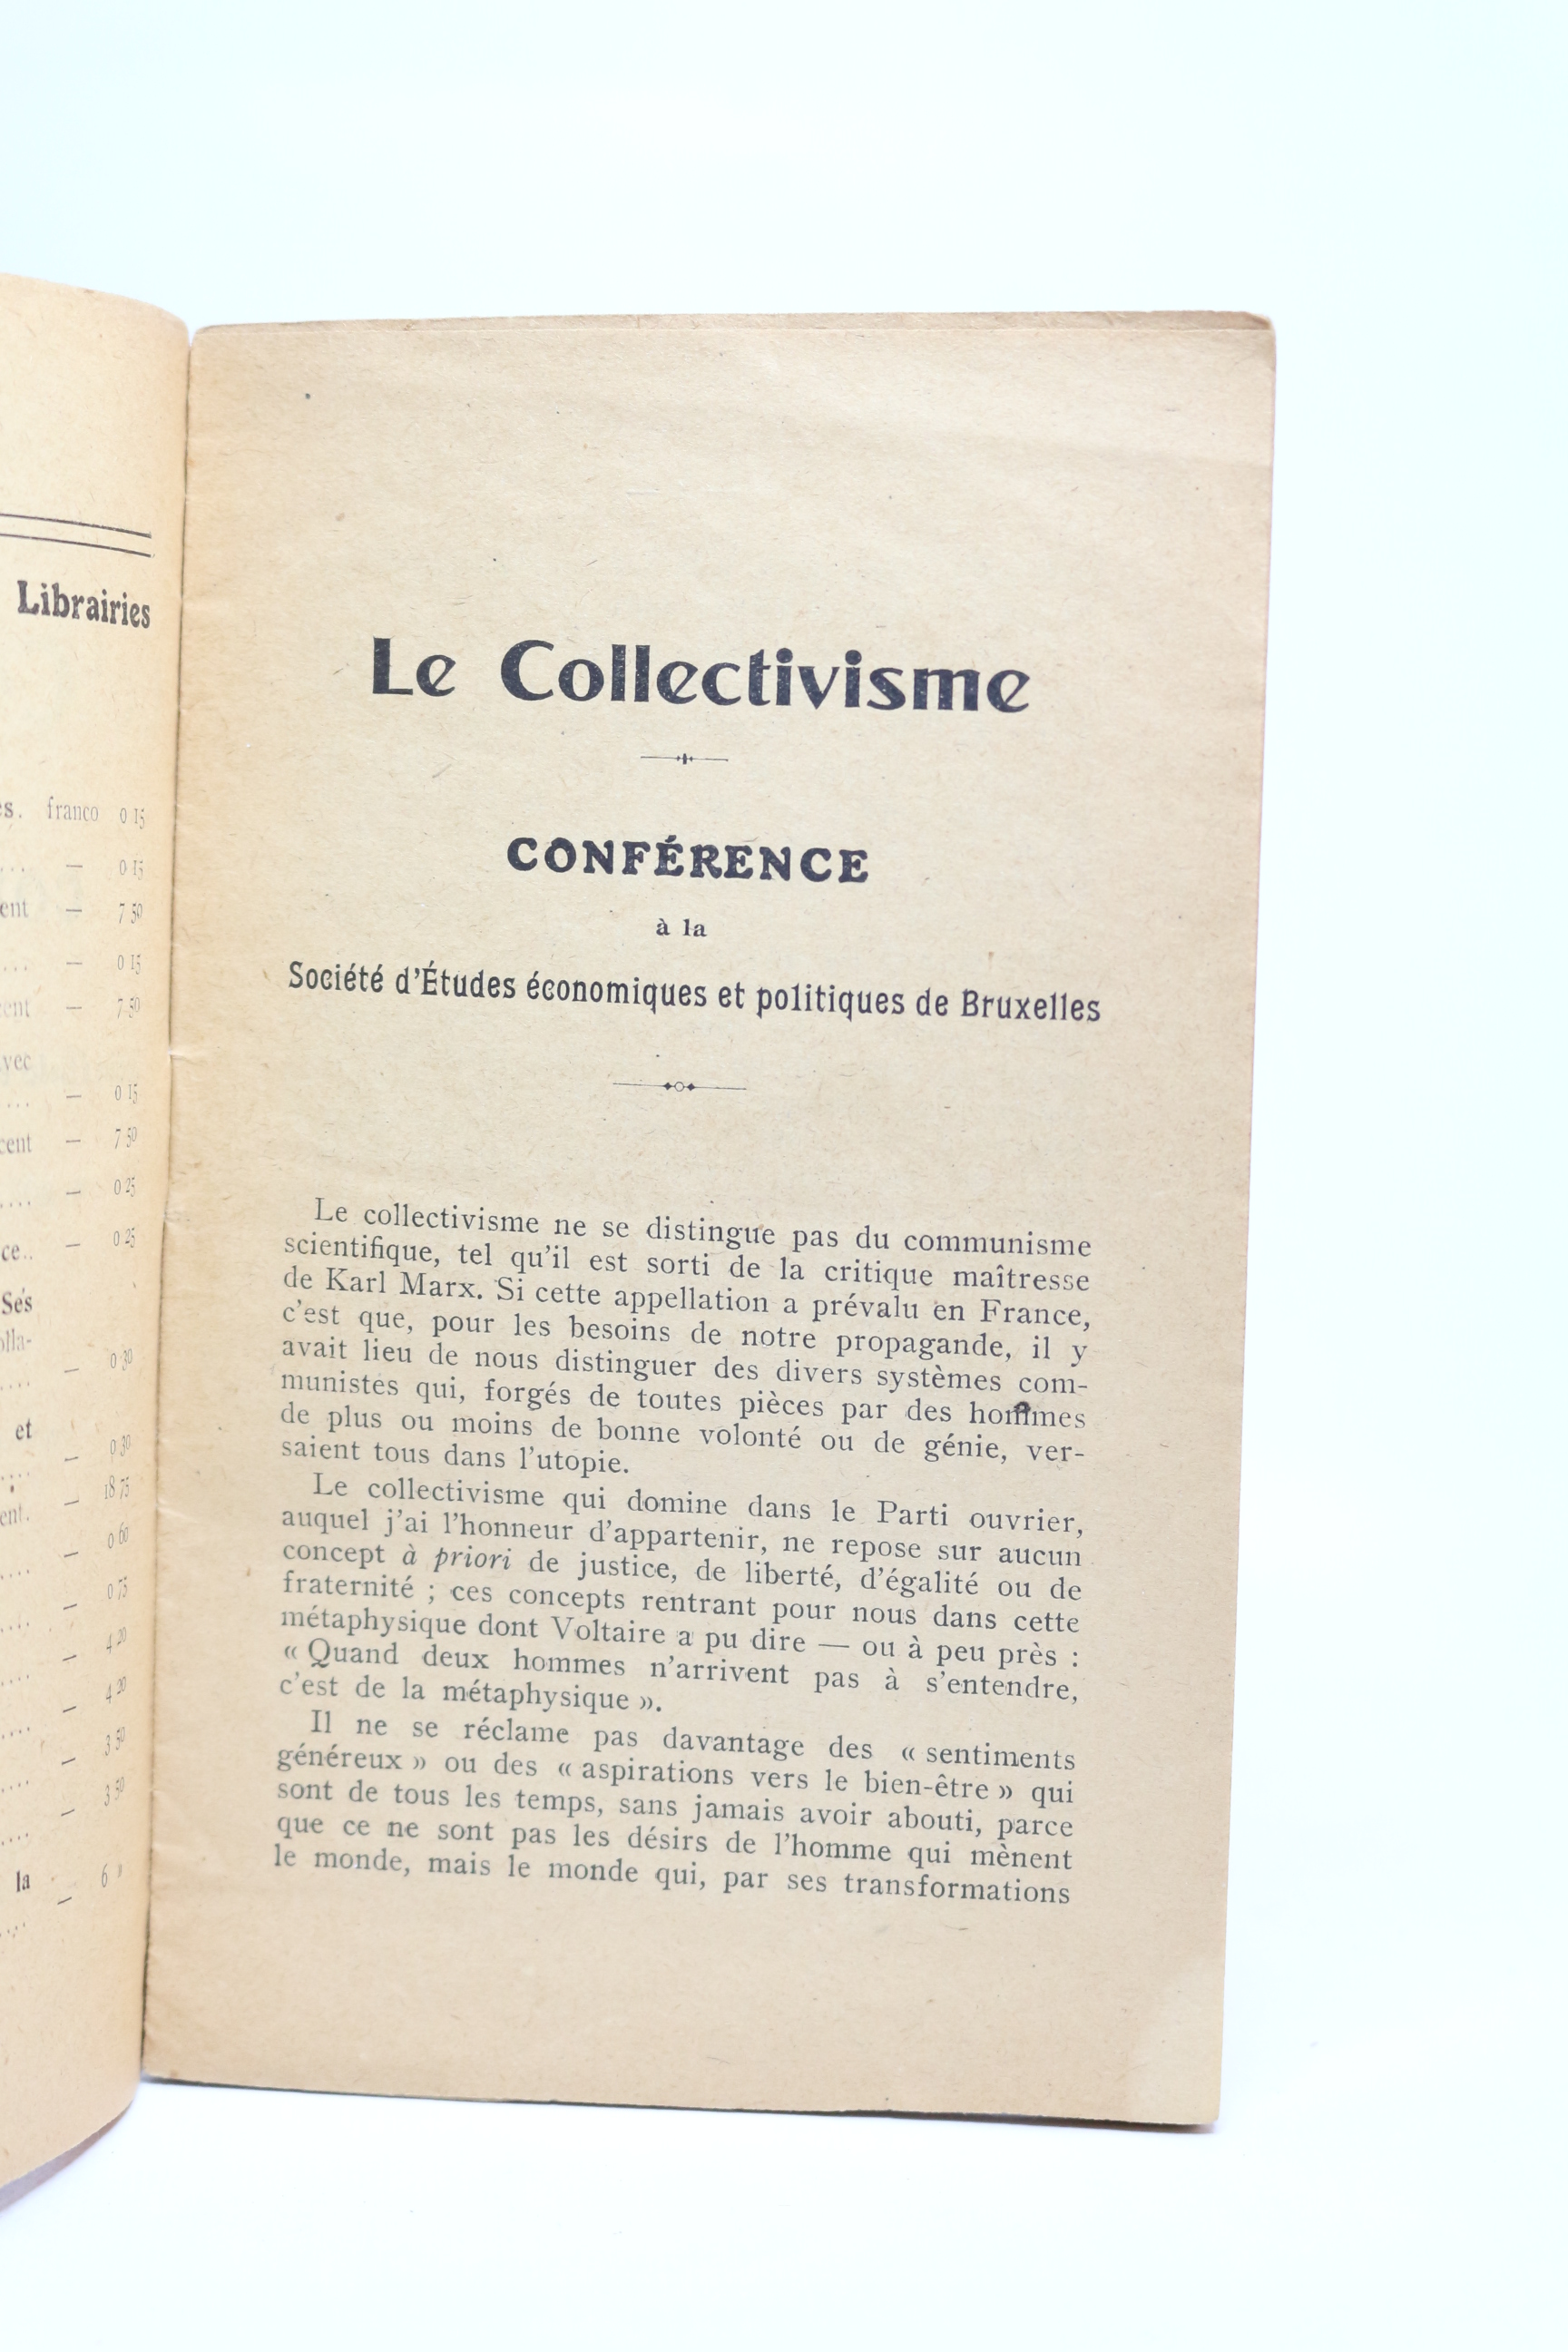 Librairies
franco 0 15
— 0 15
— 7 50
— 0 15
— 7 50
— 0 15
— 7 50
— 0 25
— 0 25
Ses
— 0 30
et
— 0 30
— 18 75
— 0 60
— 0 75
— 4 20
— 4 20
— 3 50
— 3 50
la — 6 »
Le Collectivisme
CONFÉRENCE
à la
Société d'Études économiques et politiques de Bruxelles
Le collectivisme ne se distingue pas du communisme
scientifique, tel qu'il est sorti de la critique maîtresse
de Karl Marx. Si cette appellation a prévalu en France,
c'est que, pour les besoins de notre propagande, il y
avait lieu de nous distinguer des divers systèmes com-
munistes qui, forgés de toutes pièces par des hommes
de plus ou moins de bonne volonté ou de génie, ver-
saient tous dans l'utopie.
Le collectivisme qui domine dans le Parti ouvrier,
auquel j'ai l'honneur d'appartenir, ne repose sur aucun
concept à priori de justice, de liberté, d'égalité ou de
fraternité ; ces concepts rentrant pour nous dans cette
métaphysique dont Voltaire a pu dire — ou à peu près :
« Quand deux hommes n'arrivent pas à s'entendre,
c'est de la métaphysique ».
Il ne se réclame pas davantage des « sentiments
généreux » ou des « aspirations vers le bien-être » qui
sont de tous les temps, sans jamais avoir abouti, parce
que ce ne sont pas les désirs de l'homme qui mènent
le monde, mais le monde qui, par ses transformations